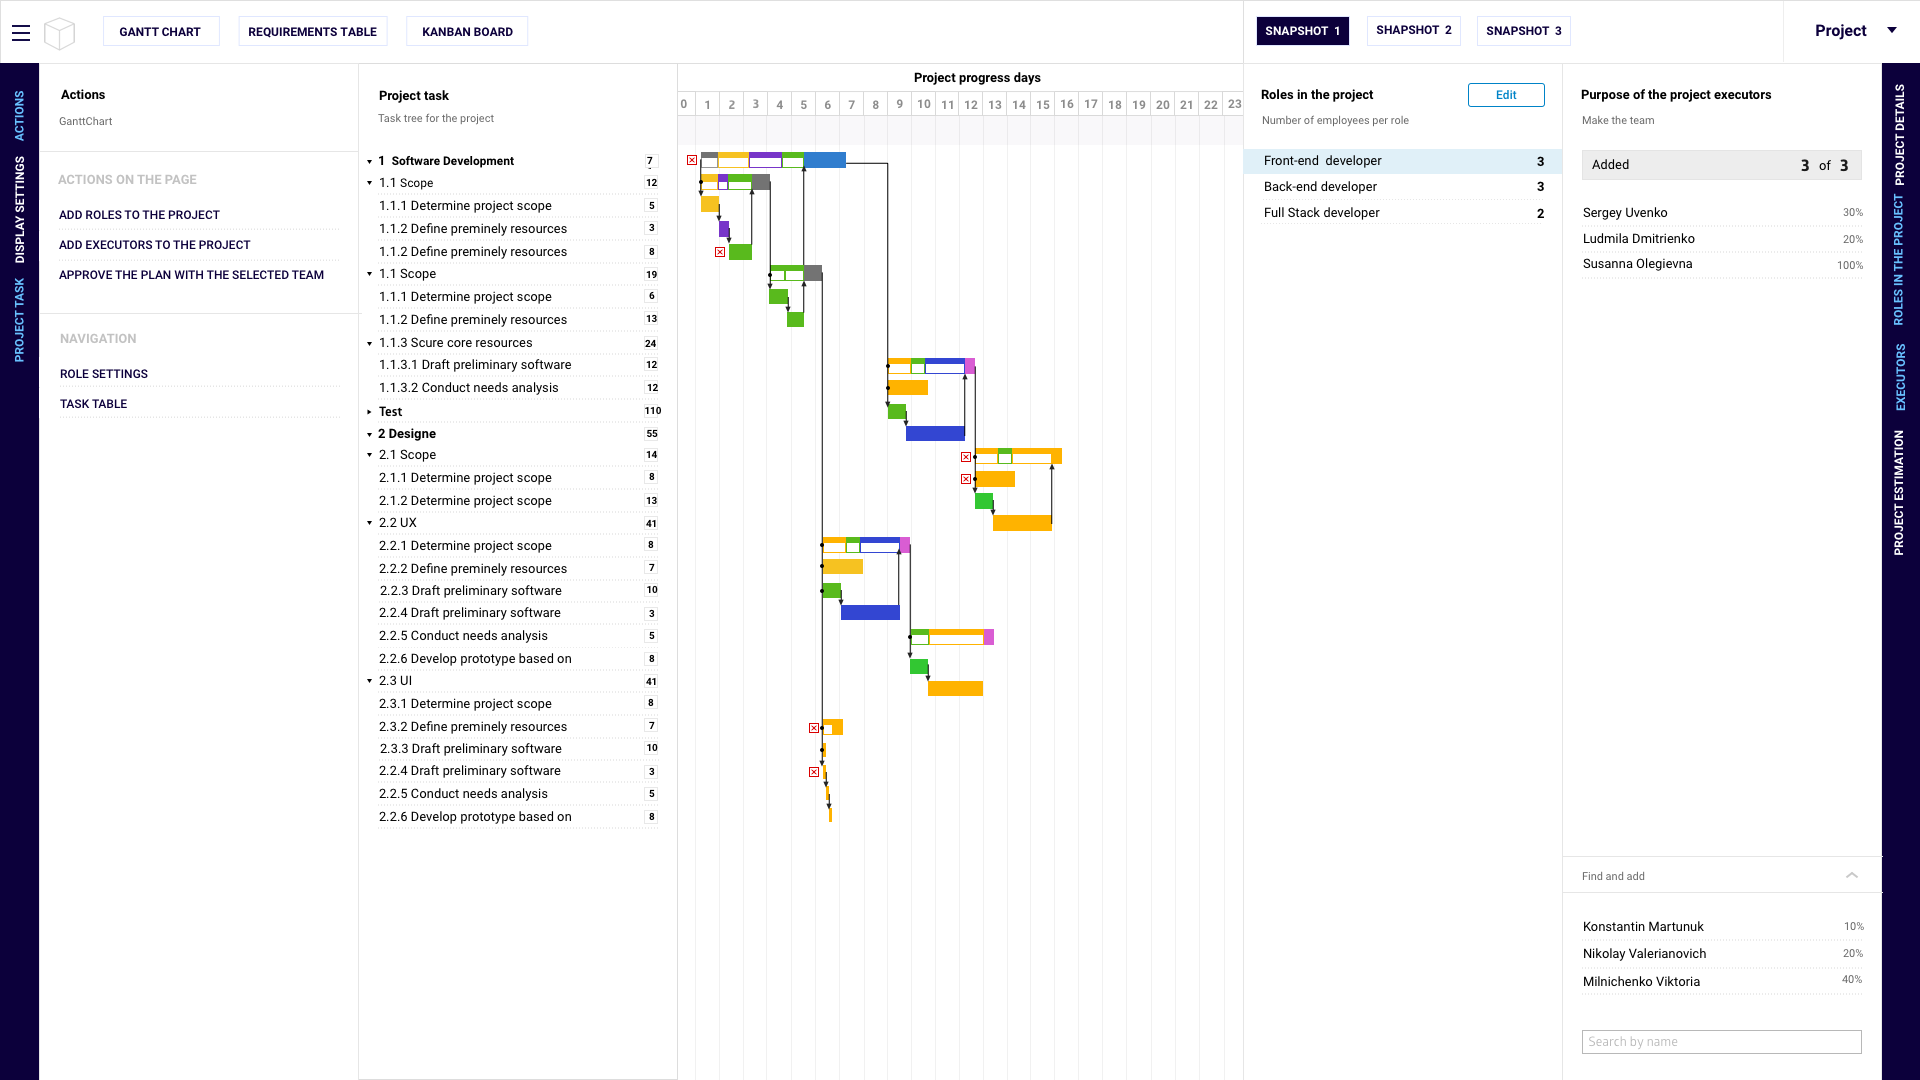 GANTT CHART
REQUIREMENTS TABLE
KANBAN BOARD
SNAPSHOT 1
SHAPSHOT 2
SNAPSHOT 3
Project
ACTIONS
DISPLAY SETTINGS
PROJECT TASK
Actions
GanttChart
ACTIONS ON THE PAGE
ADD ROLES TO THE PROJECT
ADD EXECUTORS TO THE PROJECT
APPROVE THE PLAN WITH THE SELECTED TEAM
NAVIGATION
ROLE SETTINGS
TASK TABLE
Project task
Task tree for the project
1 Software Development 7
1.1 Scope 12
1.1.1 Determine project scope 5
1.1.2 Define preminely resources 3
1.1.2 Define preminely resources 8
1.1 Scope 19
1.1.1 Determine project scope 6
1.1.2 Define preminely resources 13
1.1.3 Scure core resources 24
1.1.3.1 Draft preliminary software 12
1.1.3.2 Conduct needs analysis 12
Test 110
2 Designe 55
2.1 Scope 14
2.1.1 Determine project scope 8
2.1.2 Determine project scope 13
2.2 UX 41
2.2.1 Determine project scope 8
2.2.2 Define preminely resources 7
2.2.3 Draft preliminary software 10
2.2.4 Draft preliminary software 3
2.2.5 Conduct needs analysis 5
2.2.6 Develop prototype based on 8
2.3 UI 41
2.3.1 Determine project scope 8
2.3.2 Define preminely resources 7
2.3.3 Draft preliminary software 10
2.2.4 Draft preliminary software 3
2.2.5 Conduct needs analysis 5
2.2.6 Develop prototype based on 8
Project progress days
0 1 2 3 4 5 6 7 8 9 10 11 12 13 14 15 16 17 18 19 20 21 22 23
Roles in the project
Edit
Number of employees per role
Front-end developer 3
Back-end developer 3
Full Stack developer 2
Purpose of the project executors
Make the team
Added 3 of 3
Sergey Uvenko 30%
Ludmila Dmitrienko 20%
Susanna Olegievna 100%
Find and add
Konstantin Martunuk 10%
Nikolay Valerianovich 20%
Milnichenko Viktoria 40%
Search by name
PROJECT DETAILS
ROLES IN THE PROJECT
EXECUTORS
PROJECT ESTIMATION